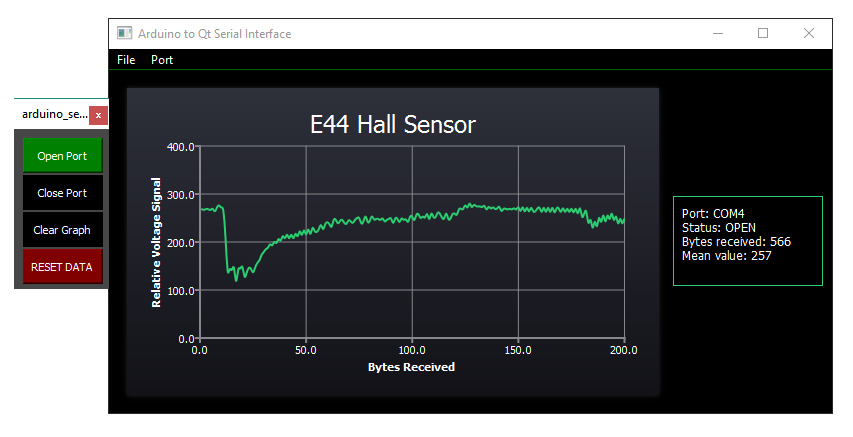 Arduino to Qt Serial Interface
File Port
arduino_se... x
Open Port
Close Port
Clear Graph
RESET DATA
E44 Hall Sensor
Relative Voltage Signal
400.0
300.0
200.0
100.0
0.0
0.0 50.0 100.0 150.0 200.0
Bytes Received
Port: COM4
Status: OPEN
Bytes received: 566
Mean value: 257